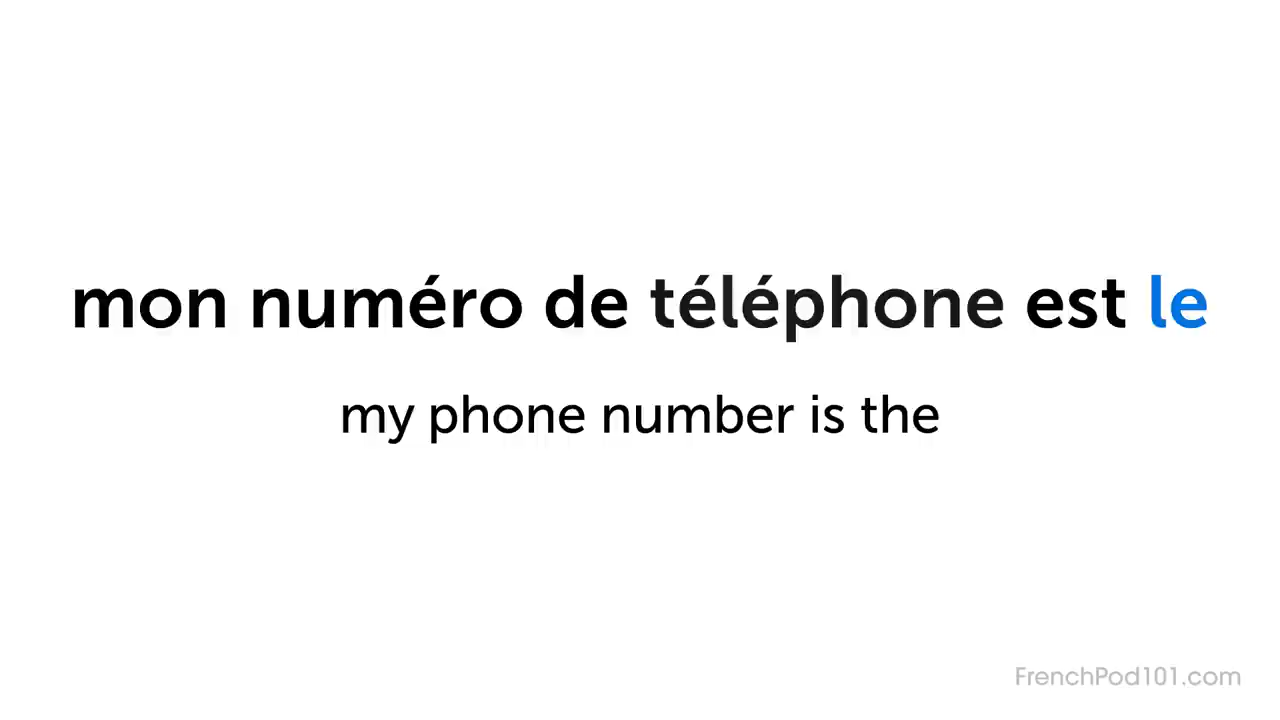 mon numéro de téléphone est le
my phone number is the
FrenchPod101.com